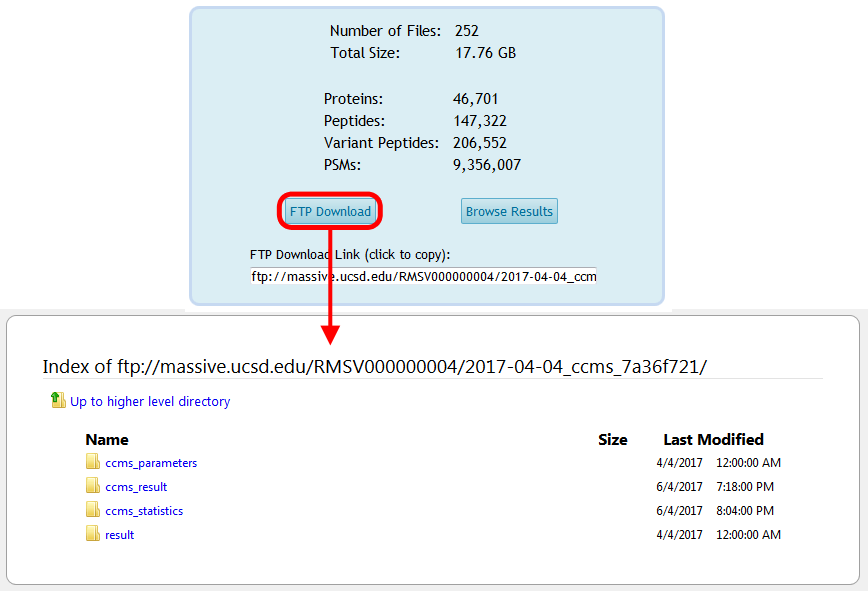 Number of Files: 252
Total Size: 17.76 GB
Proteins: 46,701
Peptides: 147,322
Variant Peptides: 206,552
PSMs: 9,356,007
FTP Download Browse Results
FTP Download Link (click to copy):
ftp://massive.ucsd.edu/RMSV000000004/2017-04-04_ccm
Index of ftp://massive.ucsd.edu/RMSV000000004/2017-04-04_ccms_7a36f721/
Up to higher level directory
Name Size Last Modified
ccms_parameters 4/4/2017 12:00:00 AM
ccms_result 6/4/2017 7:18:00 PM
ccms_statistics 6/4/2017 8:04:00 PM
result 4/4/2017 12:00:00 AM